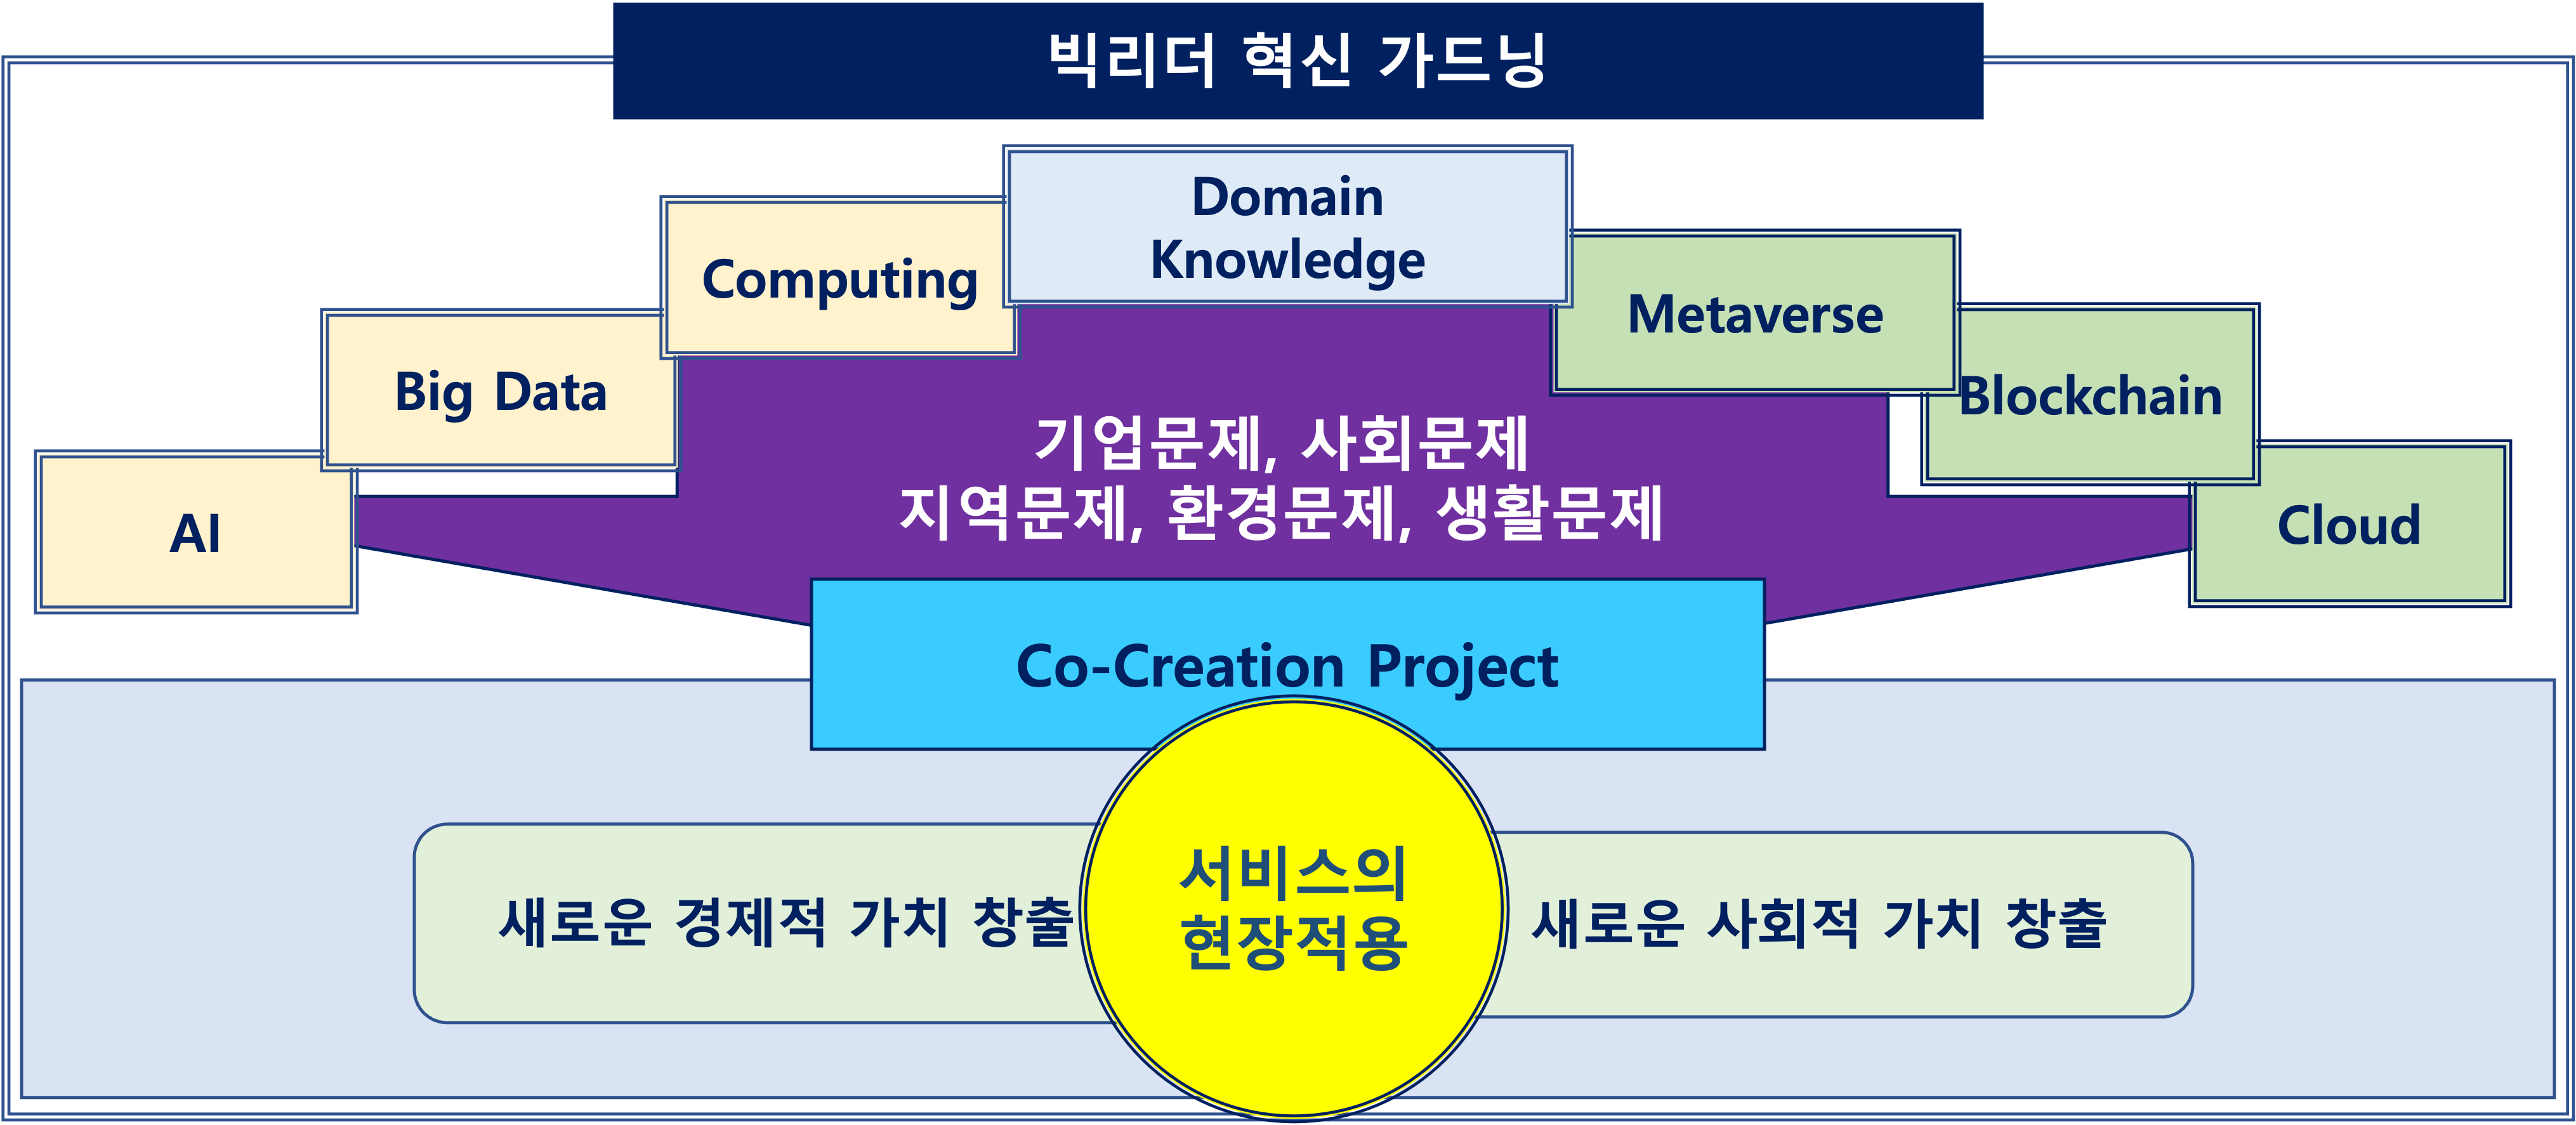 빅리더 혁신 가드닝
Domain
Knowledge
Computing
Metaverse
Big Data
Blockchain
AI
Cloud
기업문제, 사회문제
지역문제, 환경문제, 생활문제
Co-Creation Project
새로운 경제적 가치 창출
서비스의
현장적용
새로운 사회적 가치 창출